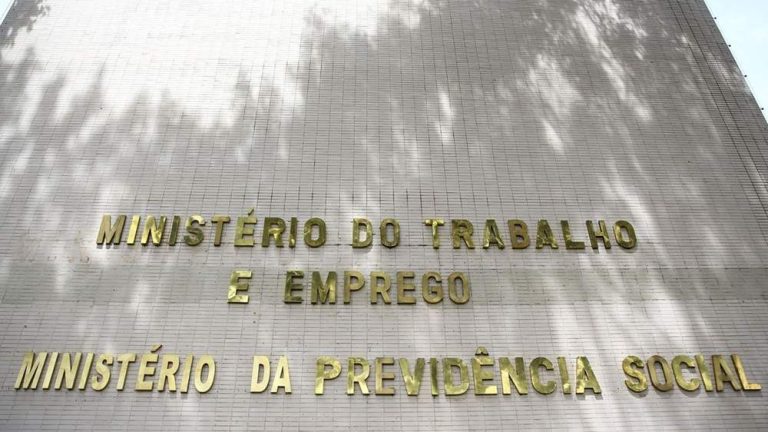 MINISTÉRIO DO TRABALHO
E EMPREGO
MINISTÉRIO DA PREVIDÊNCIA SOCIAL